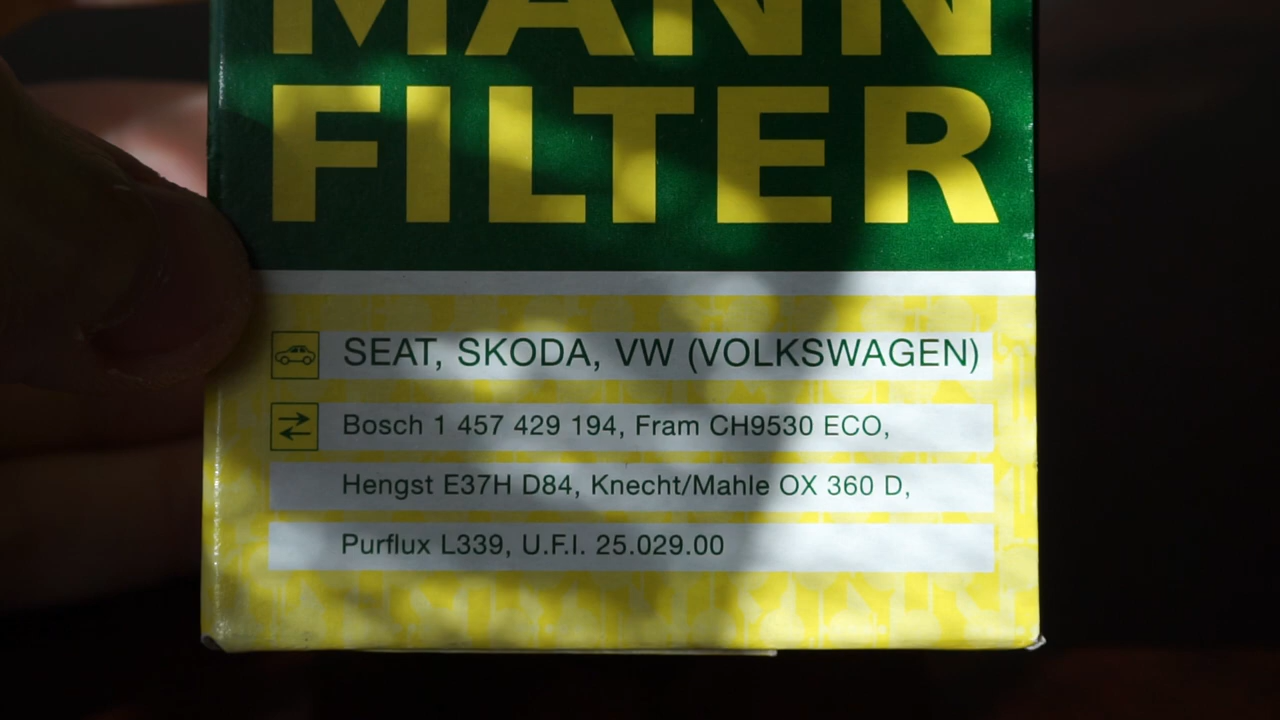 MANN
FILTER
SEAT, SKODA, VW (VOLKSWAGEN)
Bosch 1 457 429 194, Fram CH9530 ECO,
Hengst E37H D84, Knecht/Mahle OX 360 D,
Purflux L339, U.F.I. 25.029.00